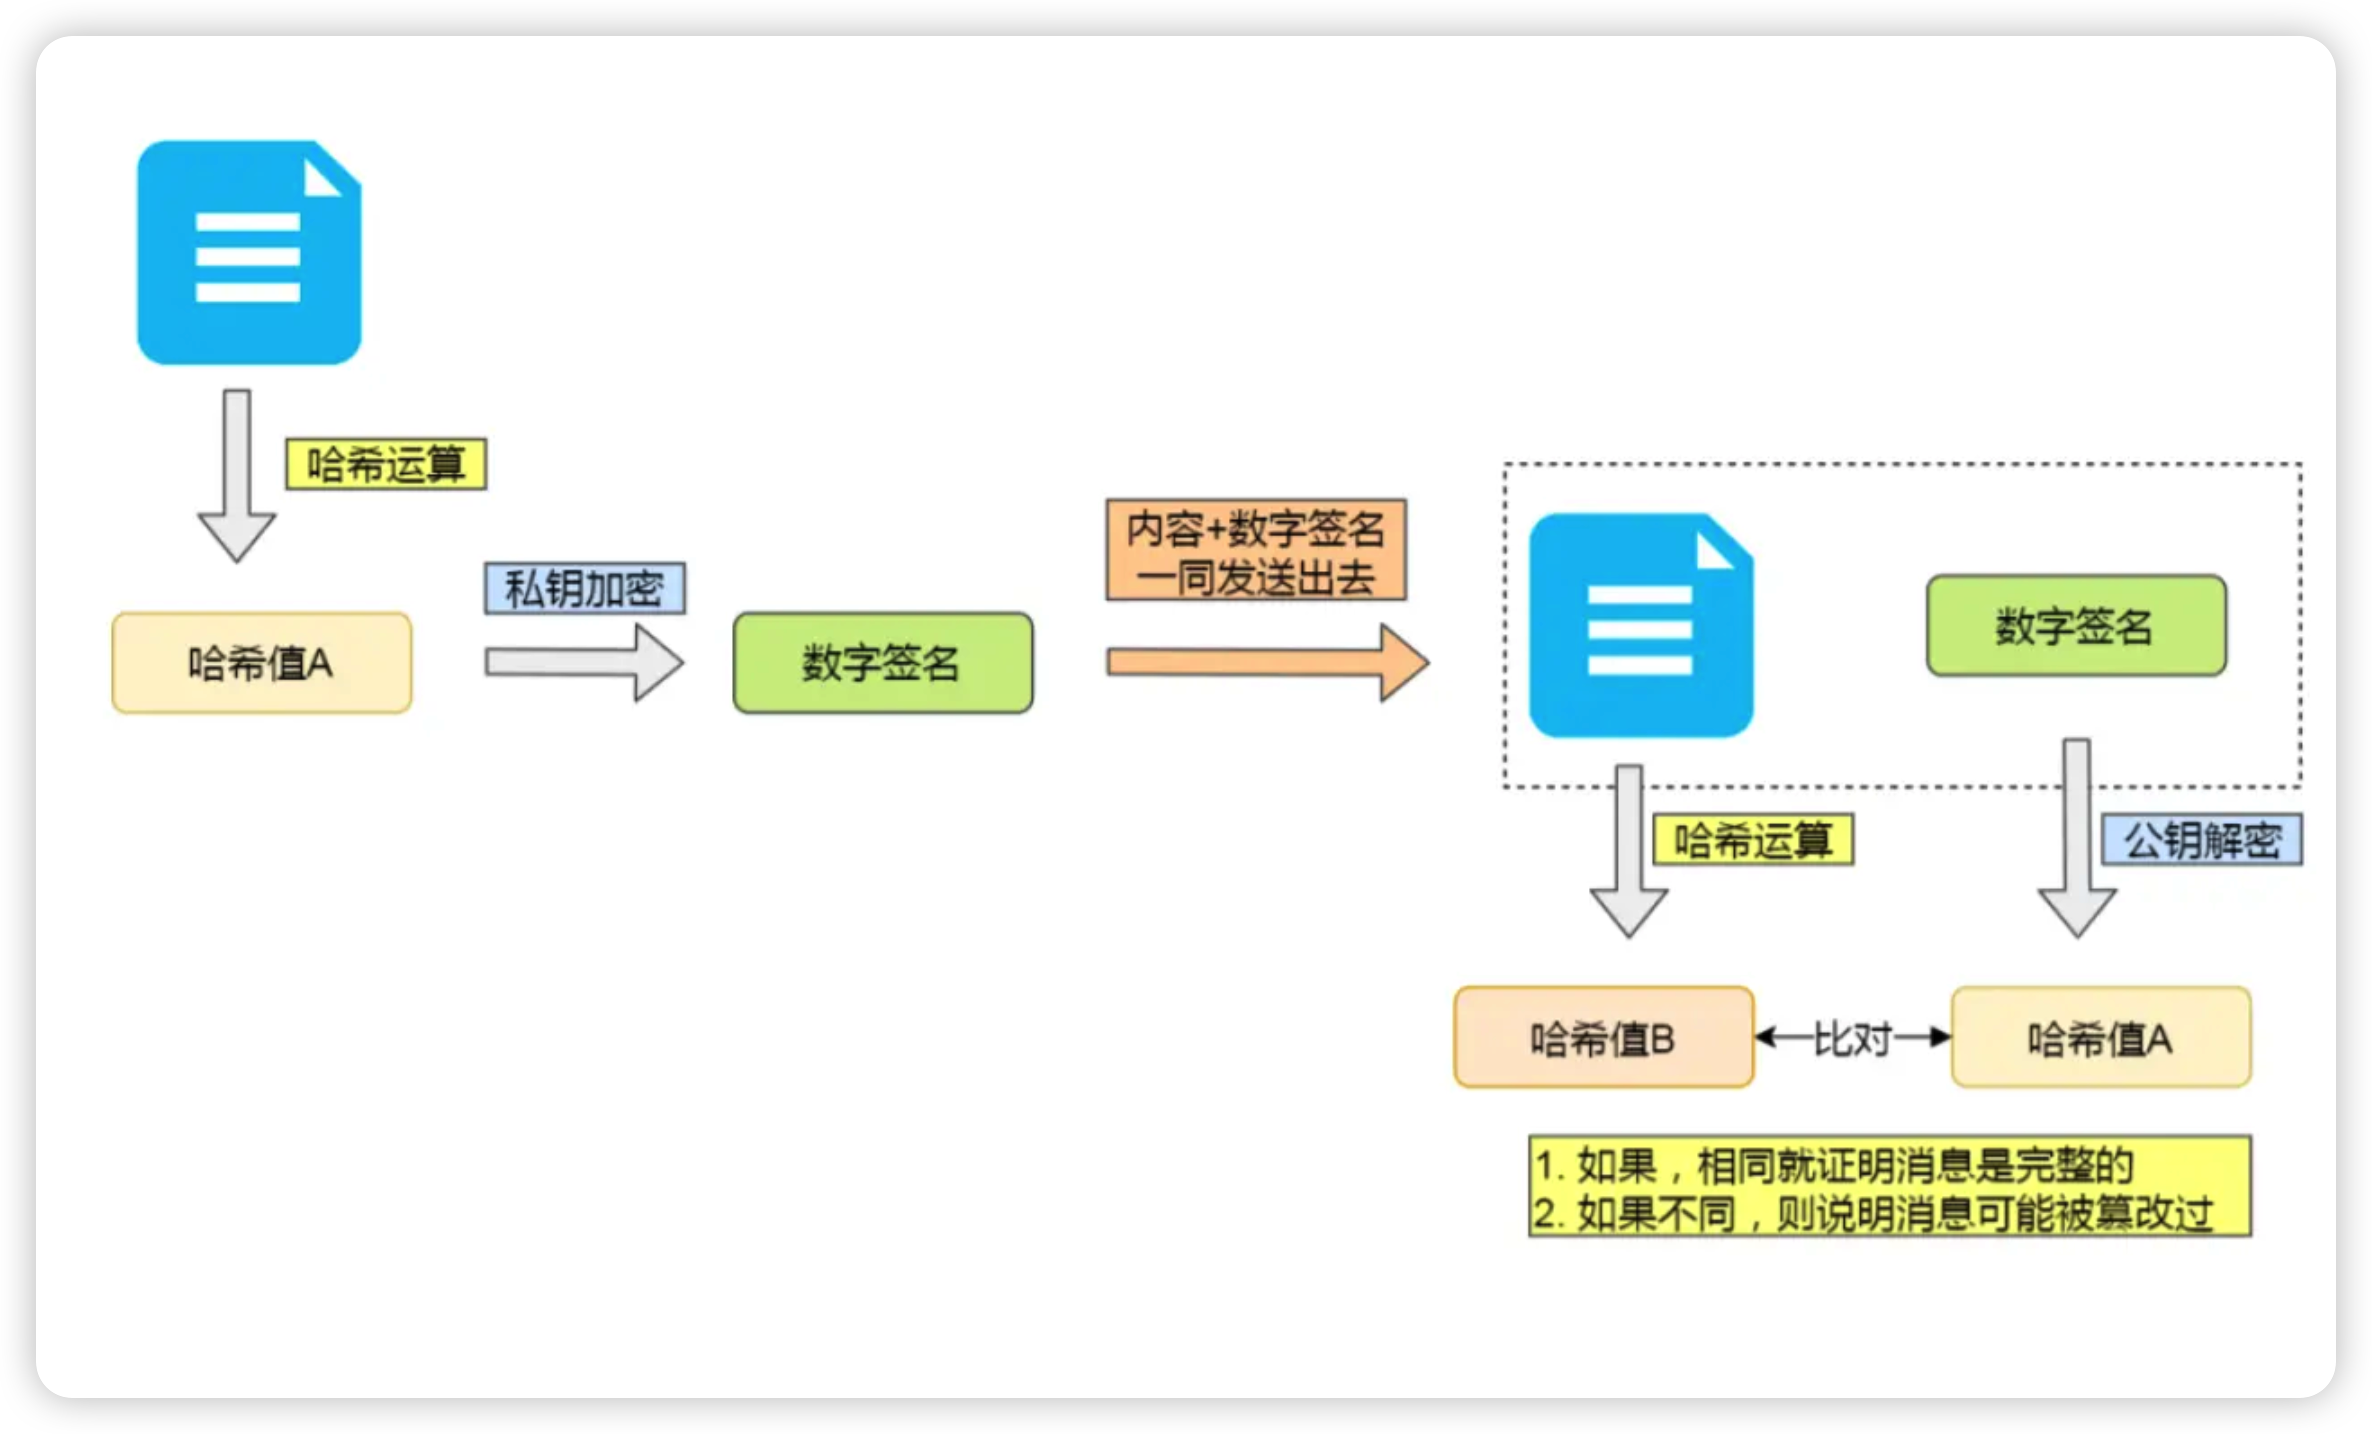 哈希运算
私钥加密
哈希值A
数字签名
内容+数字签名
一同发送出去
数字签名
哈希运算
公钥解密
哈希值B
比对
哈希值A
1. 如果，相同就证明消息是完整的
2. 如果不同，则说明消息可能被篡改过